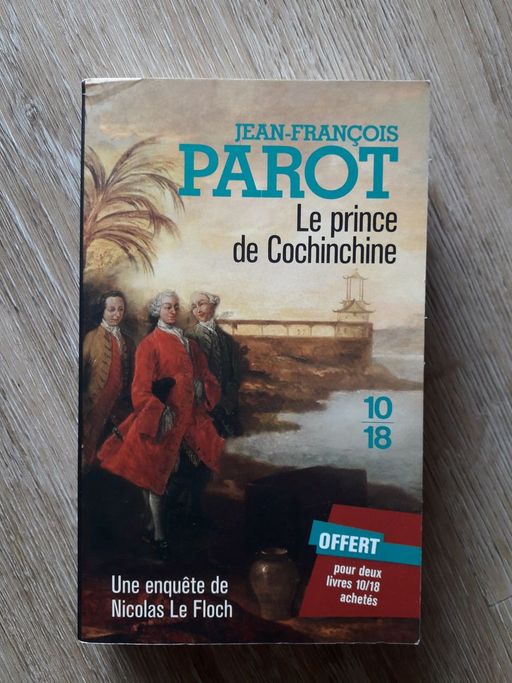 JEAN-FRANÇOIS
PAROT
Le prince
de Cochinchine
10
18
OFFERT
pour deux
livres 10/18
achetés
Une enquête de
Nicolas Le Floch